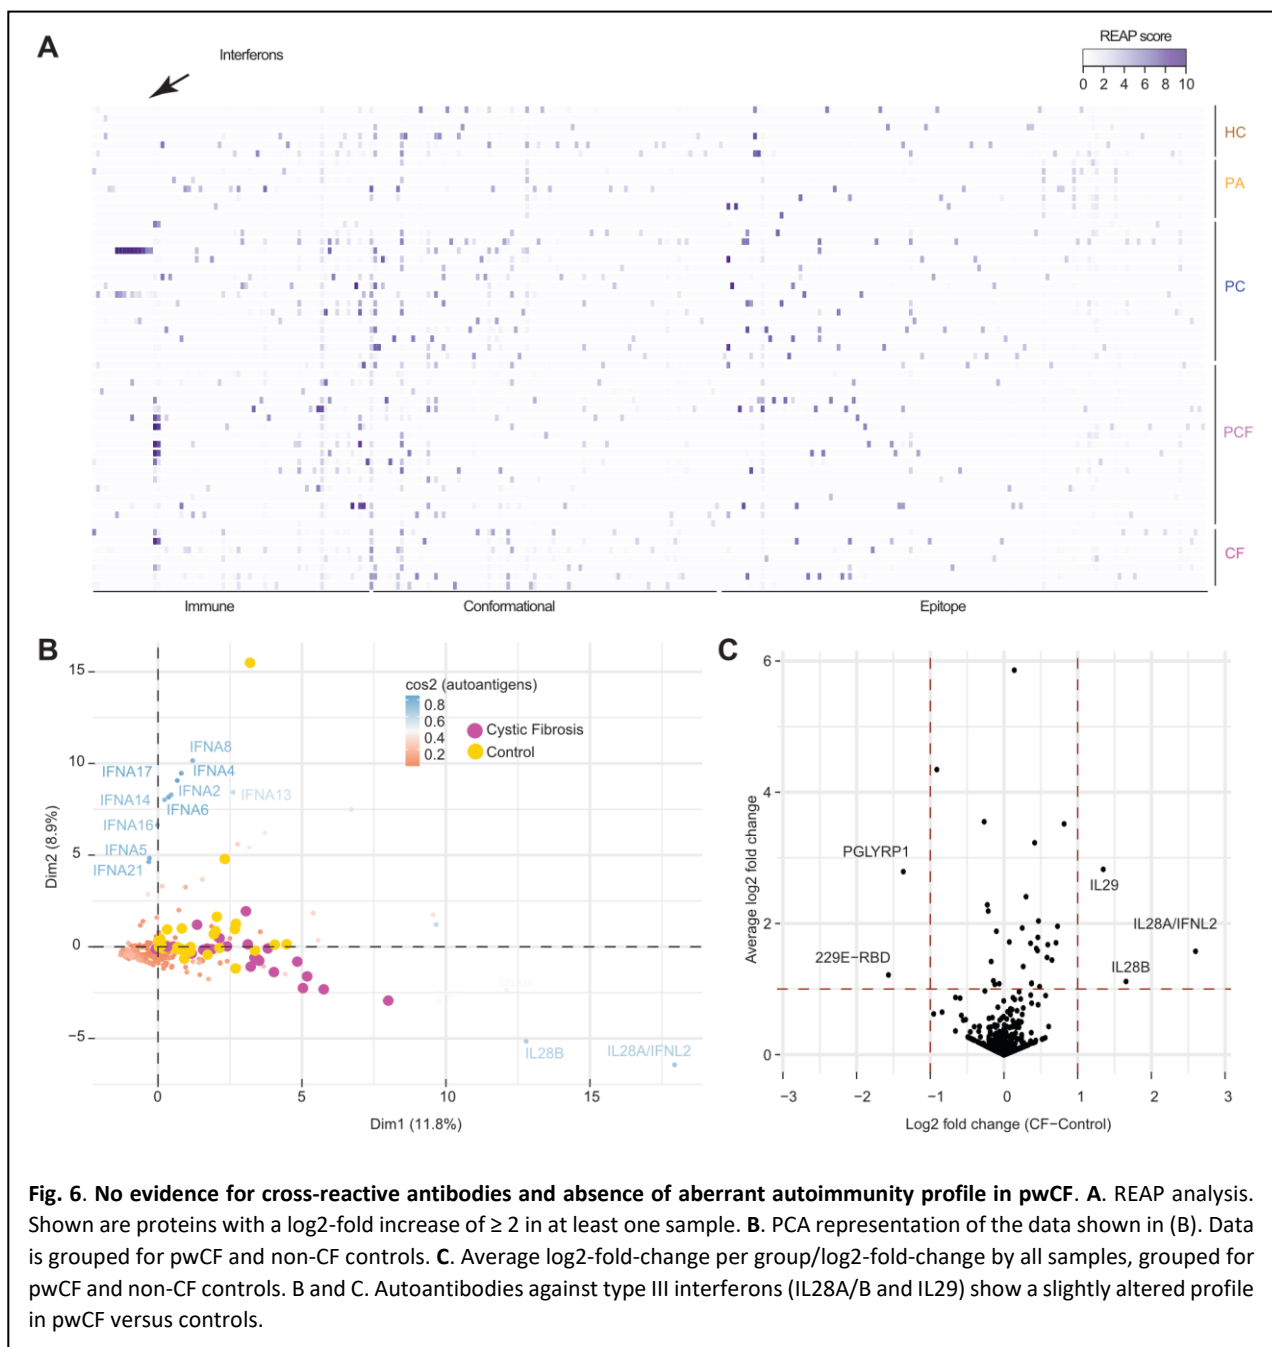 A
Interferons
REAP score
0 2 4 6 8 10
HC
PA
PC
PCF
CF
Immune
Conformational
Epitope
B
15
10
5
0
−5
Dim2 (8.9%)
cos2 (autoantigens)
0.8
0.6
0.4
0.2
Cystic Fibrosis
Control
IFNA8
IFNA17
IFNA4
IFNA2
IFNA13
IFNA14
IFNA6
IFNA16
IFNA5
IFNA21
IL28B
IL28A/IFNL2
0 5 10 15
Dim1 (11.8%)
C
6
4
2
0
Average log2 fold change
PGLYRP1
IL29
IL28A/IFNL2
229E−RBD
IL28B
−3 −2 −1 0 1 2 3
Log2 fold change (CF−Control)
Fig. 6. No evidence for cross-reactive antibodies and absence of aberrant autoimmunity profile in pwCF. A. REAP analysis.
Shown are proteins with a log2-fold increase of ≥ 2 in at least one sample. B. PCA representation of the data shown in (B). Data
is grouped for pwCF and non-CF controls. C. Average log2-fold-change per group/log2-fold-change by all samples, grouped for
pwCF and non-CF controls. B and C. Autoantibodies against type III interferons (IL28A/B and IL29) show a slightly altered profile
in pwCF versus controls.